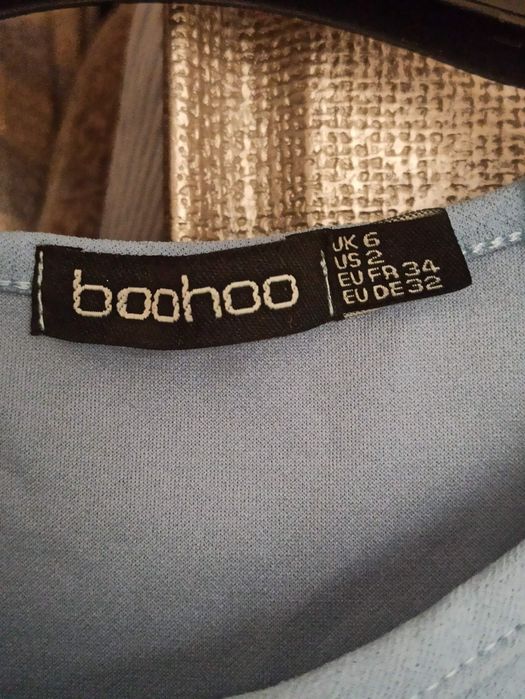 boohoo
UK 6
US 2
EU FR 34
EU DE 32